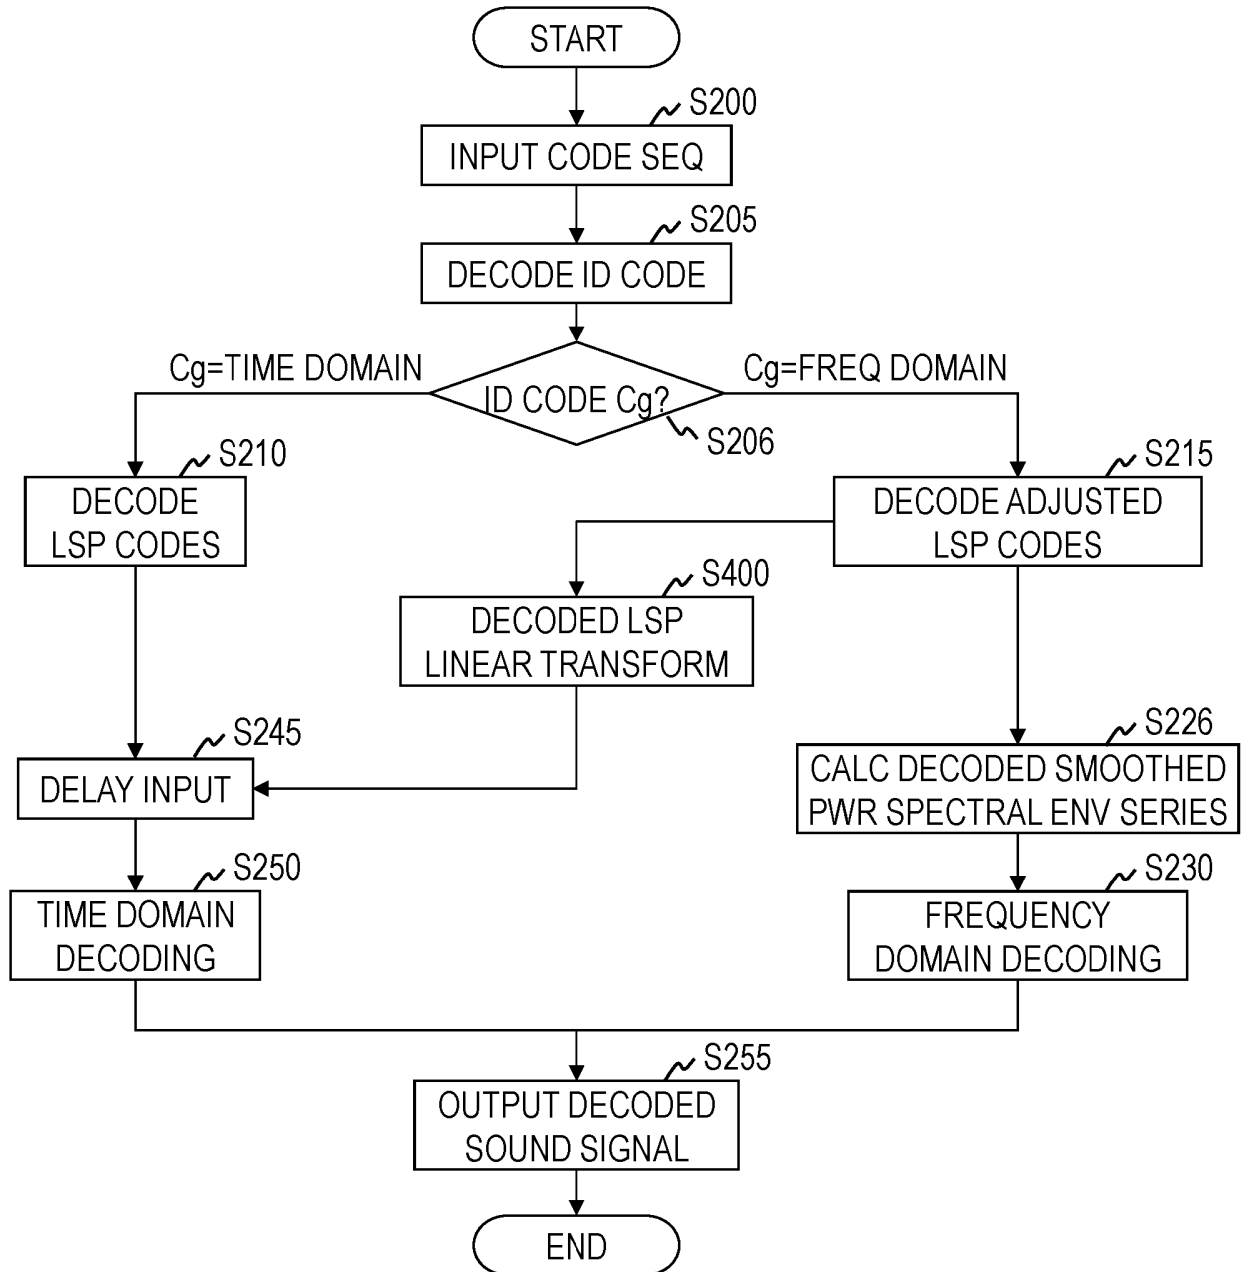 START
S200
INPUT CODE SEQ
S205
DECODE ID CODE
Cg=TIME DOMAIN
Cg=FREQ DOMAIN
ID CODE Cg?
S206
S210
DECODE
LSP CODES
S215
DECODE ADJUSTED
LSP CODES
S400
DECODED LSP
LINEAR TRANSFORM
S245
DELAY INPUT
S226
CALC DECODED SMOOTHED
PWR SPECTRAL ENV SERIES
S250
TIME DOMAIN
DECODING
S230
FREQUENCY
DOMAIN DECODING
S255
OUTPUT DECODED
SOUND SIGNAL
END